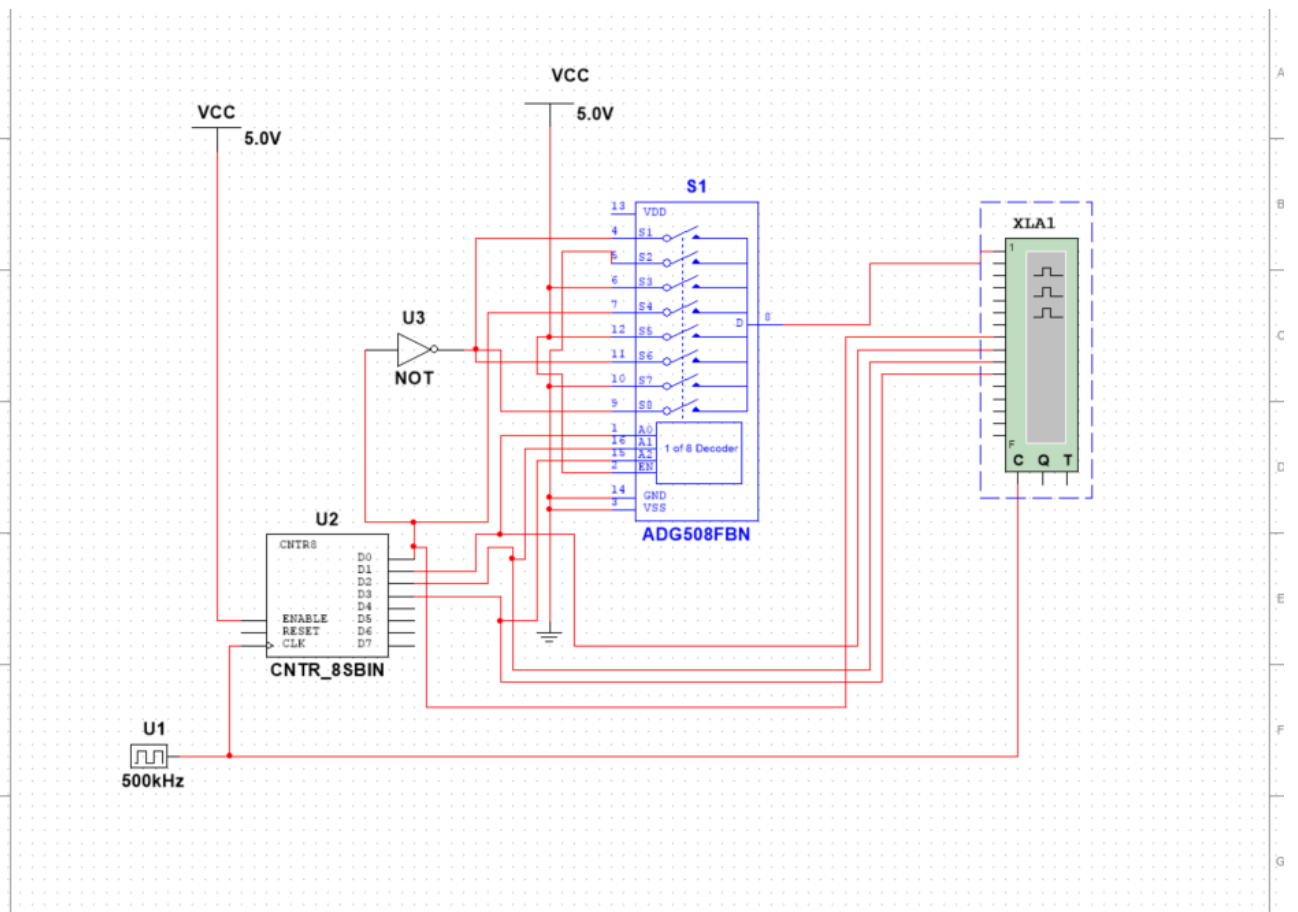 VCC
5.0V
VCC
5.0V
A
B
C
D
E
F
G
S1
13 VDD
4 S1
5 S2
6 S3
7 S4
12 S5
11 S6
10 S7
9 S8
D 8
1 A0
16 A1
15 A2
2 EN
1 of 8 Decoder
14 GND
3 VSS
ADG508FBN
XLA1
1
F
C Q T
U3
NOT
U2
CNTR8
D0
D1
D2
D3
D4
ENABLE D5
RESET D6
CLK D7
CNTR_8SBIN
U1
500kHz